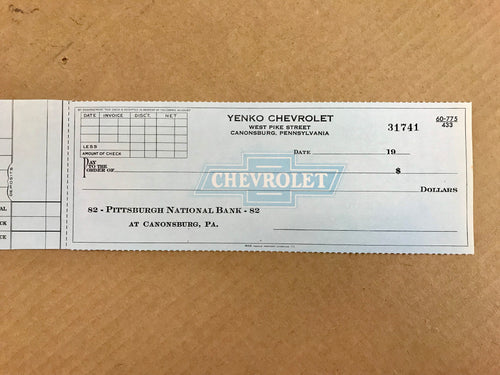 DATE INVOICE DISCT. NET
LESS
AMOUNT OF CHECK
YENKO CHEVROLET
WEST PIKE STREET
CANONSBURG, PENNSYLVANIA
31741
60-775
433
DATE 19
PAY
TO THE
ORDER OF $
CHEVROLET
DOLLARS
82 - PITTSBURGH NATIONAL BANK - 82
AT CANONSBURG, PA.